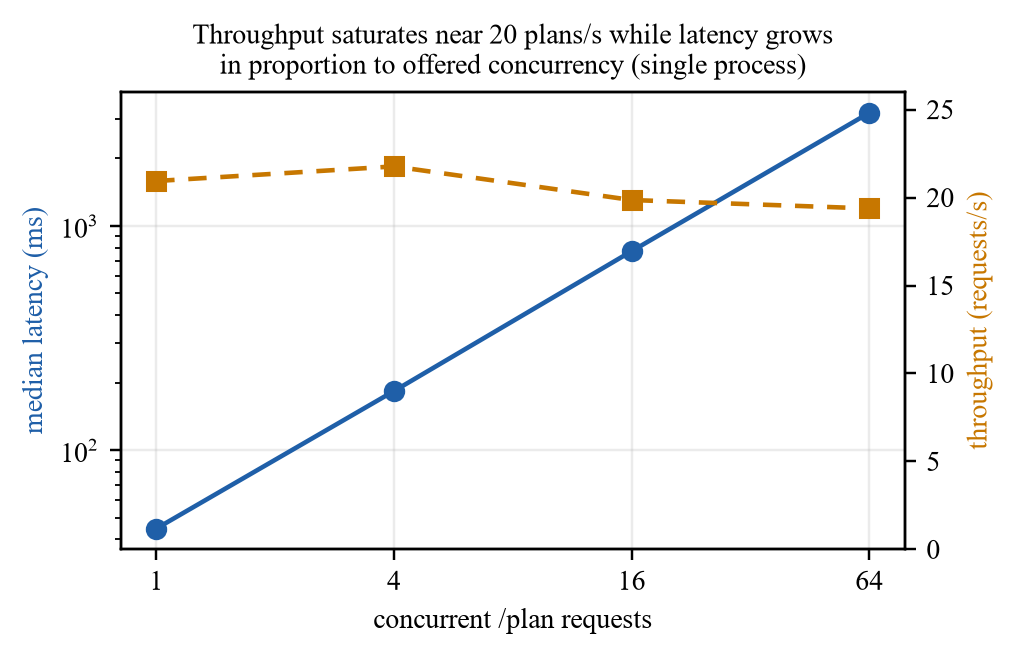 Throughput saturates near 20 plans/s while latency grows
in proportion to offered concurrency (single process)
median latency (ms)
10³
10²
25
20
15
10
5
0
throughput (requests/s)
1 4 16 64
concurrent /plan requests